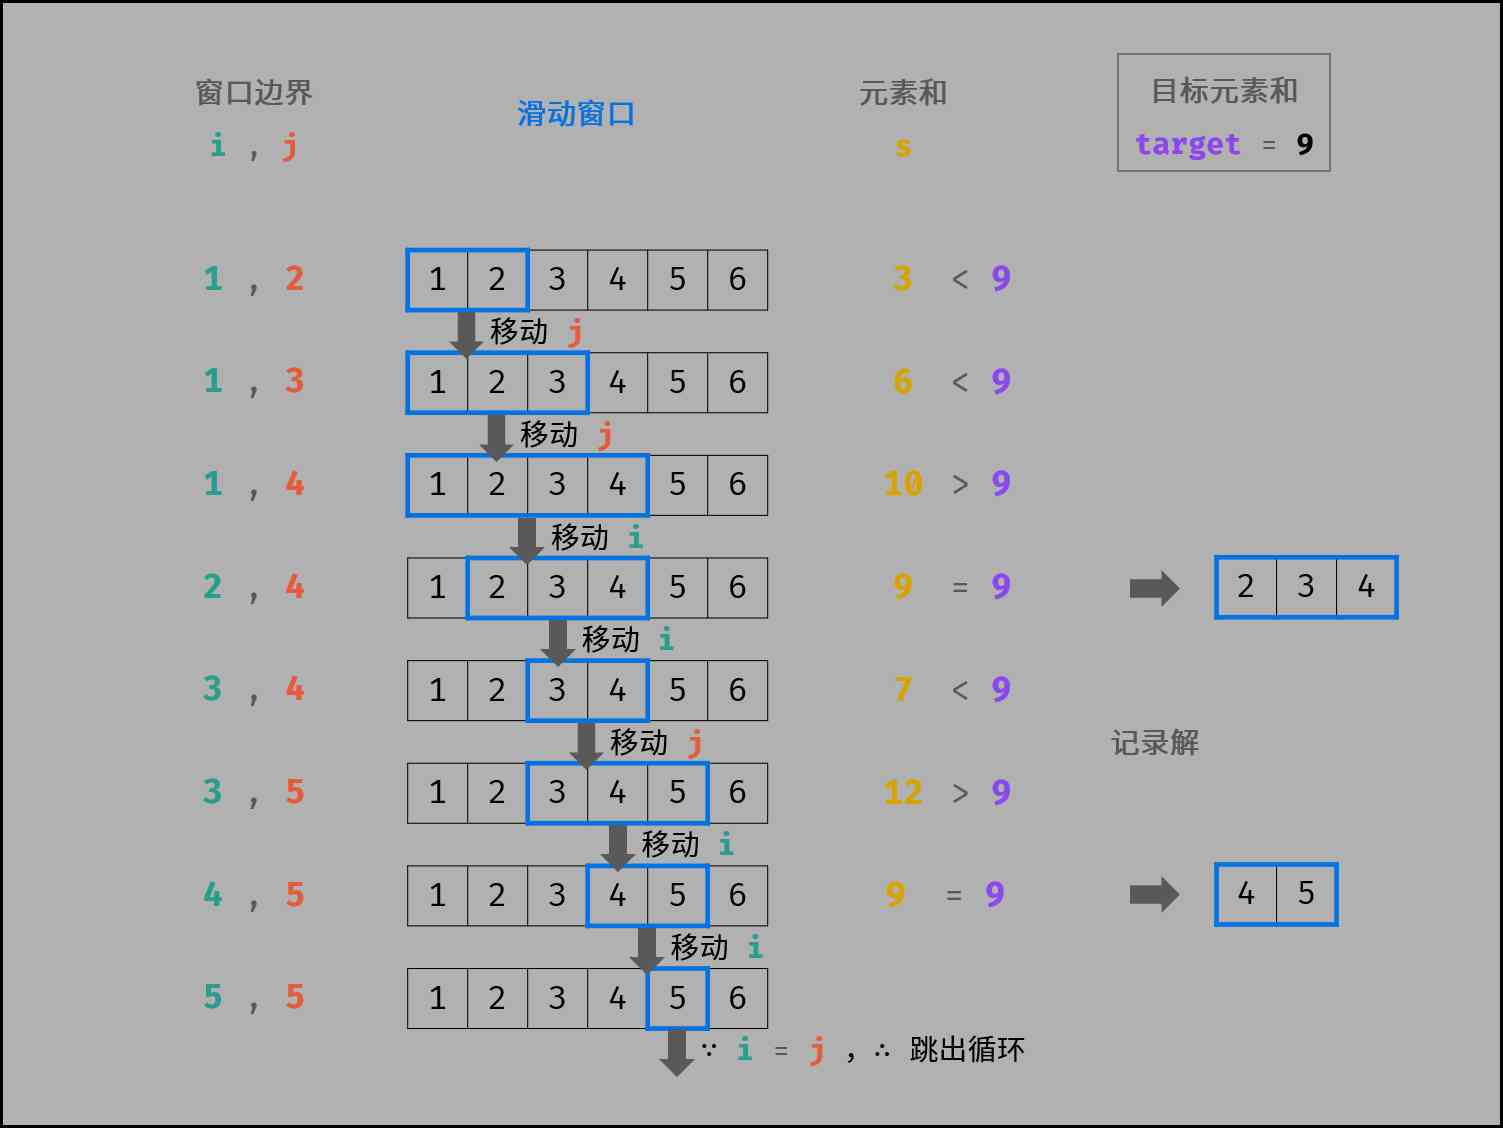 窗口边界
滑动窗口
元素和
目标元素和
i , j
s
target = 9
1 , 2
1 2 3 4 5 6
3 < 9
移动 j
1 , 3
1 2 3 4 5 6
6 < 9
移动 j
1 , 4
1 2 3 4 5 6
10 > 9
移动 i
2 , 4
1 2 3 4 5 6
9 = 9
2 3 4
移动 i
3 , 4
1 2 3 4 5 6
7 < 9
移动 j
记录解
3 , 5
1 2 3 4 5 6
12 > 9
移动 i
4 , 5
1 2 3 4 5 6
9 = 9
4 5
移动 i
5 , 5
1 2 3 4 5 6
∵ i = j ，∴ 跳出循环